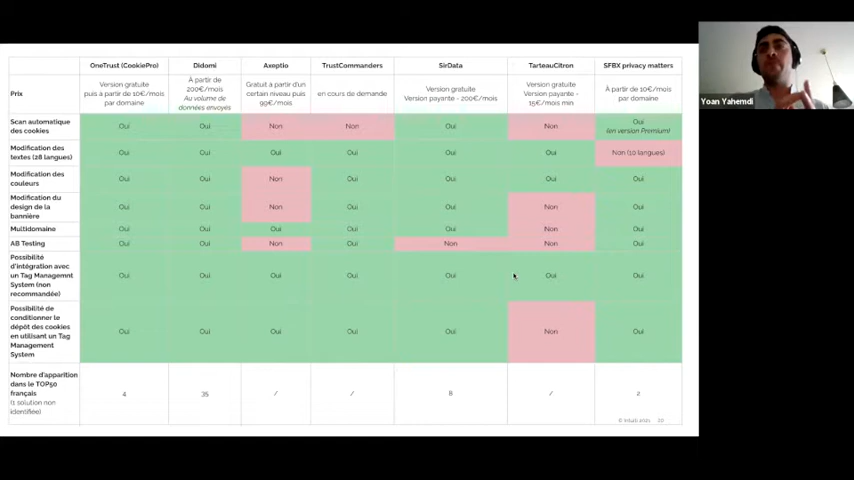 OneTrust (CookiePro) Didomi Axeptio TrustCommanders SirData TarteauCitron SFBX privacy matters
Prix
Version gratuite
puis à partir de 10€/mois
par domaine
À partir de
200€/mois
Au volume de
données envoyés
Gratuit à partir d'un
certain niveau puis
99€/mois
en cours de demande
Version gratuite
Version payante - 200€/mois
Version gratuite
Version payante -
15€/mois min
À partir de 10€/mois
par domaine
Scan automatique
des cookies
Oui Oui Non Non Oui Non Oui
(en version Premium)
Modification des
textes (28 langues)
Oui Oui Oui Oui Oui Oui Non (10 langues)
Modification des
couleurs
Oui Oui Non Oui Oui Oui Oui
Modification du
design de la
bannière
Oui Oui Non Oui Oui Non Oui
Multidomaine Oui Oui Oui Oui Oui Non Oui
AB Testing Oui Oui Non Oui Non Non Oui
Possibilité
d'intégration avec
un Tag Managemnt
System (non
recommandée)
Oui Oui Oui Oui Oui Oui Oui
Possibilité de
conditionner le
dépôt des cookies
en utilisant un Tag
Management
System
Oui Oui Oui Oui Oui Non Oui
Nombre d'apparition
dans le TOP50
français
(1 solution non
identifiée)
4 35 / / 8 / 2
2021 20
Yoan Yahemdi